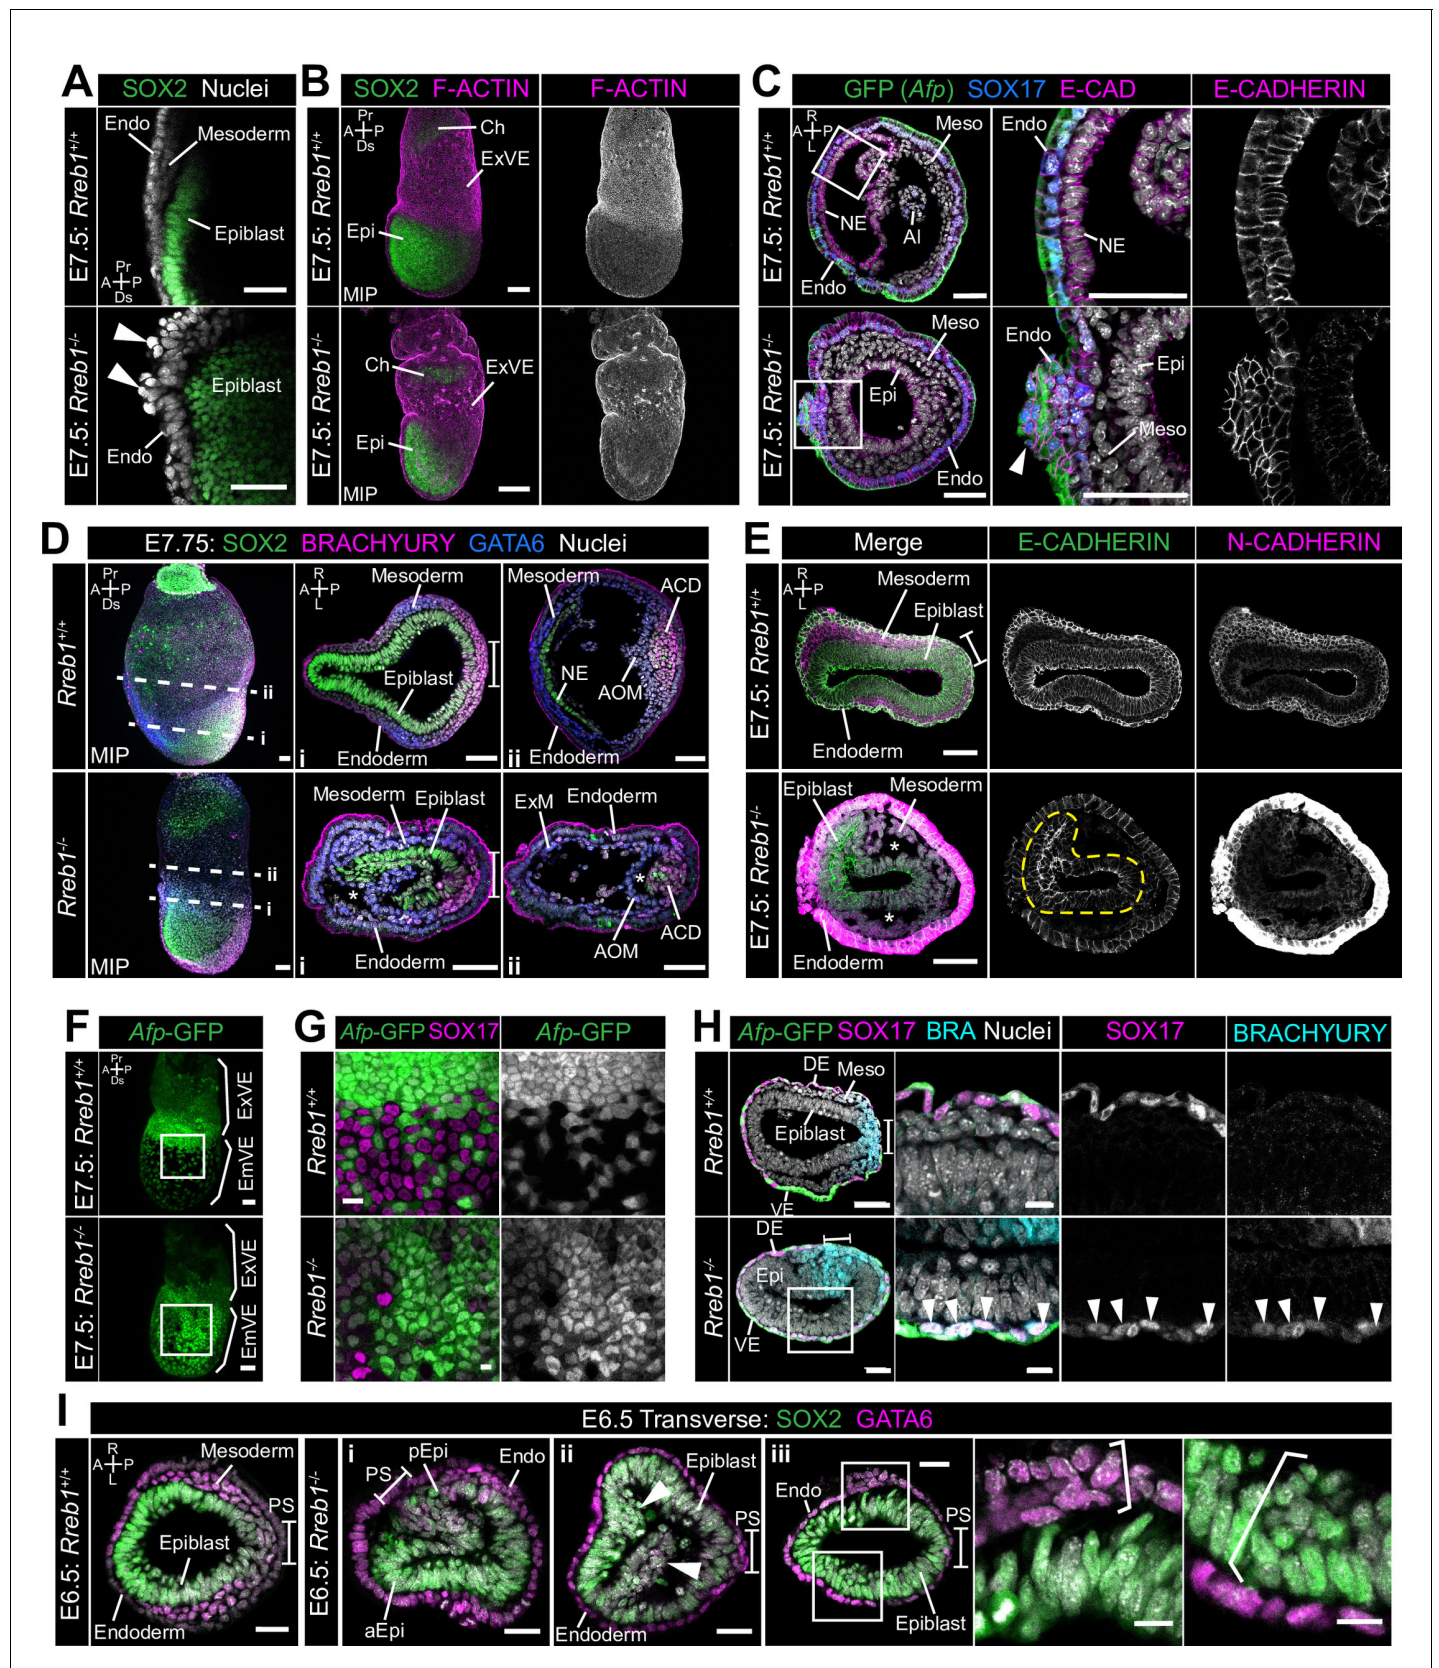 A
SOX2 Nuclei
E7.5: Rreb1+/+
Endo
Mesoderm
Epiblast
Pr
A P
Ds
E7.5: Rreb1-/-
Epiblast
Endo
B
SOX2 F-ACTIN
F-ACTIN
E7.5: Rreb1+/+
Pr
A P
Ds
Ch
ExVE
Epi
MIP
E7.5: Rreb1-/-
Ch
ExVE
Epi
MIP
C
GFP (Afp) SOX17 E-CAD
E-CADHERIN
E7.5: Rreb1+/+
R
A P
L
Meso
NE
Al
Endo
Endo
NE
E7.5: Rreb1-/-
Meso
Epi
Endo
Endo
Epi
Meso
D
E7.75: SOX2 BRACHYURY GATA6 Nuclei
Rreb1+/+
Pr
A P
Ds
ii
i
MIP
R
A P
L
Mesoderm
Epiblast
Endoderm
i
Mesoderm
ACD
NE
AOM
Endoderm
ii
Rreb1-/-
ii
i
MIP
Mesoderm
Epiblast
*
Endoderm
i
ExM
Endoderm
*
AOM
ACD
ii
E
Merge
E-CADHERIN
N-CADHERIN
E7.5: Rreb1+/+
R
A P
L
Mesoderm
Epiblast
Endoderm
E7.5: Rreb1-/-
Epiblast
Mesoderm
*
*
Endoderm
F
Afp-GFP
E7.5: Rreb1+/+
Pr
A P
Ds
ExVE
EmVE
E7.5: Rreb1-/-
ExVE
EmVE
G
Afp-GFP SOX17
Afp-GFP
Rreb1+/+
Rreb1-/-
H
Afp-GFP SOX17 BRA Nuclei
SOX17
BRACHYURY
Rreb1+/+
DE
Meso
Epiblast
VE
Rreb1-/-
DE
Epi
VE
I
E6.5 Transverse: SOX2 GATA6
E6.5: Rreb1+/+
R
A P
L
Mesoderm
PS
Epiblast
Endoderm
E6.5: Rreb1-/-
i
pEpi
PS
Endo
aEpi
ii
Epiblast
PS
Endoderm
iii
Endo
PS
Epiblast